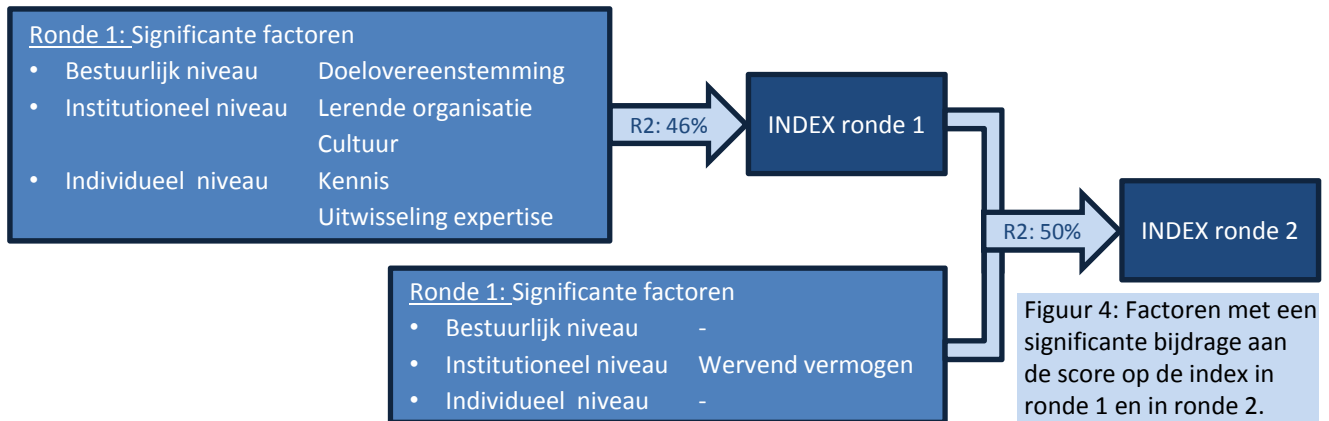 Ronde 1: Significante factoren
• Bestuurlijk niveau Doelovereenstemming
• Institutioneel niveau Lerende organisatie
Cultuur
• Individueel niveau Kennis
Uitwisseling expertise
R2: 46%
INDEX ronde 1
R2: 50%
INDEX ronde 2
Ronde 1: Significante factoren
• Bestuurlijk niveau -
• Institutioneel niveau Wervend vermogen
• Individueel niveau -
Figuur 4: Factoren met een
significante bijdrage aan
de score op de index in
ronde 1 en in ronde 2.